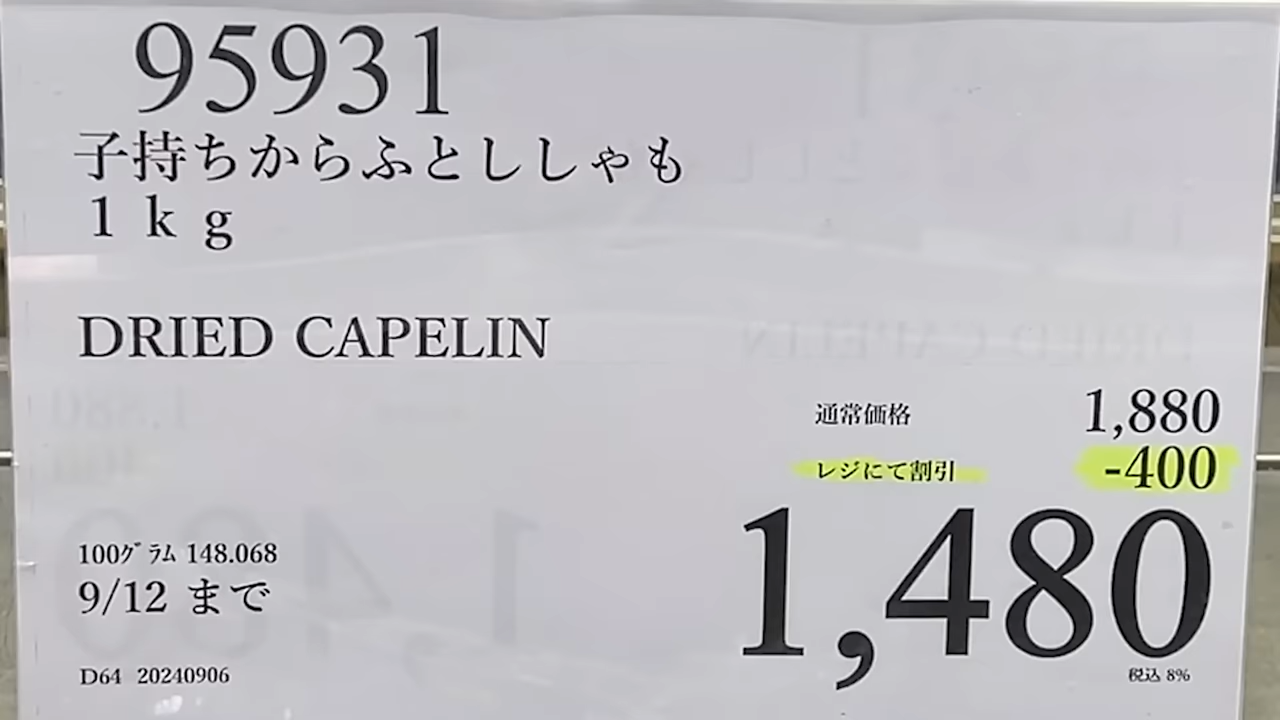 95931
子持ちからふとししゃも
１ｋｇ
DRIED CAPELIN
通常価格 1,880
レジにて割引 -400
1,480
税込 8%
100ｸﾞﾗﾑ 148.068
9/12 まで
D64 20240906